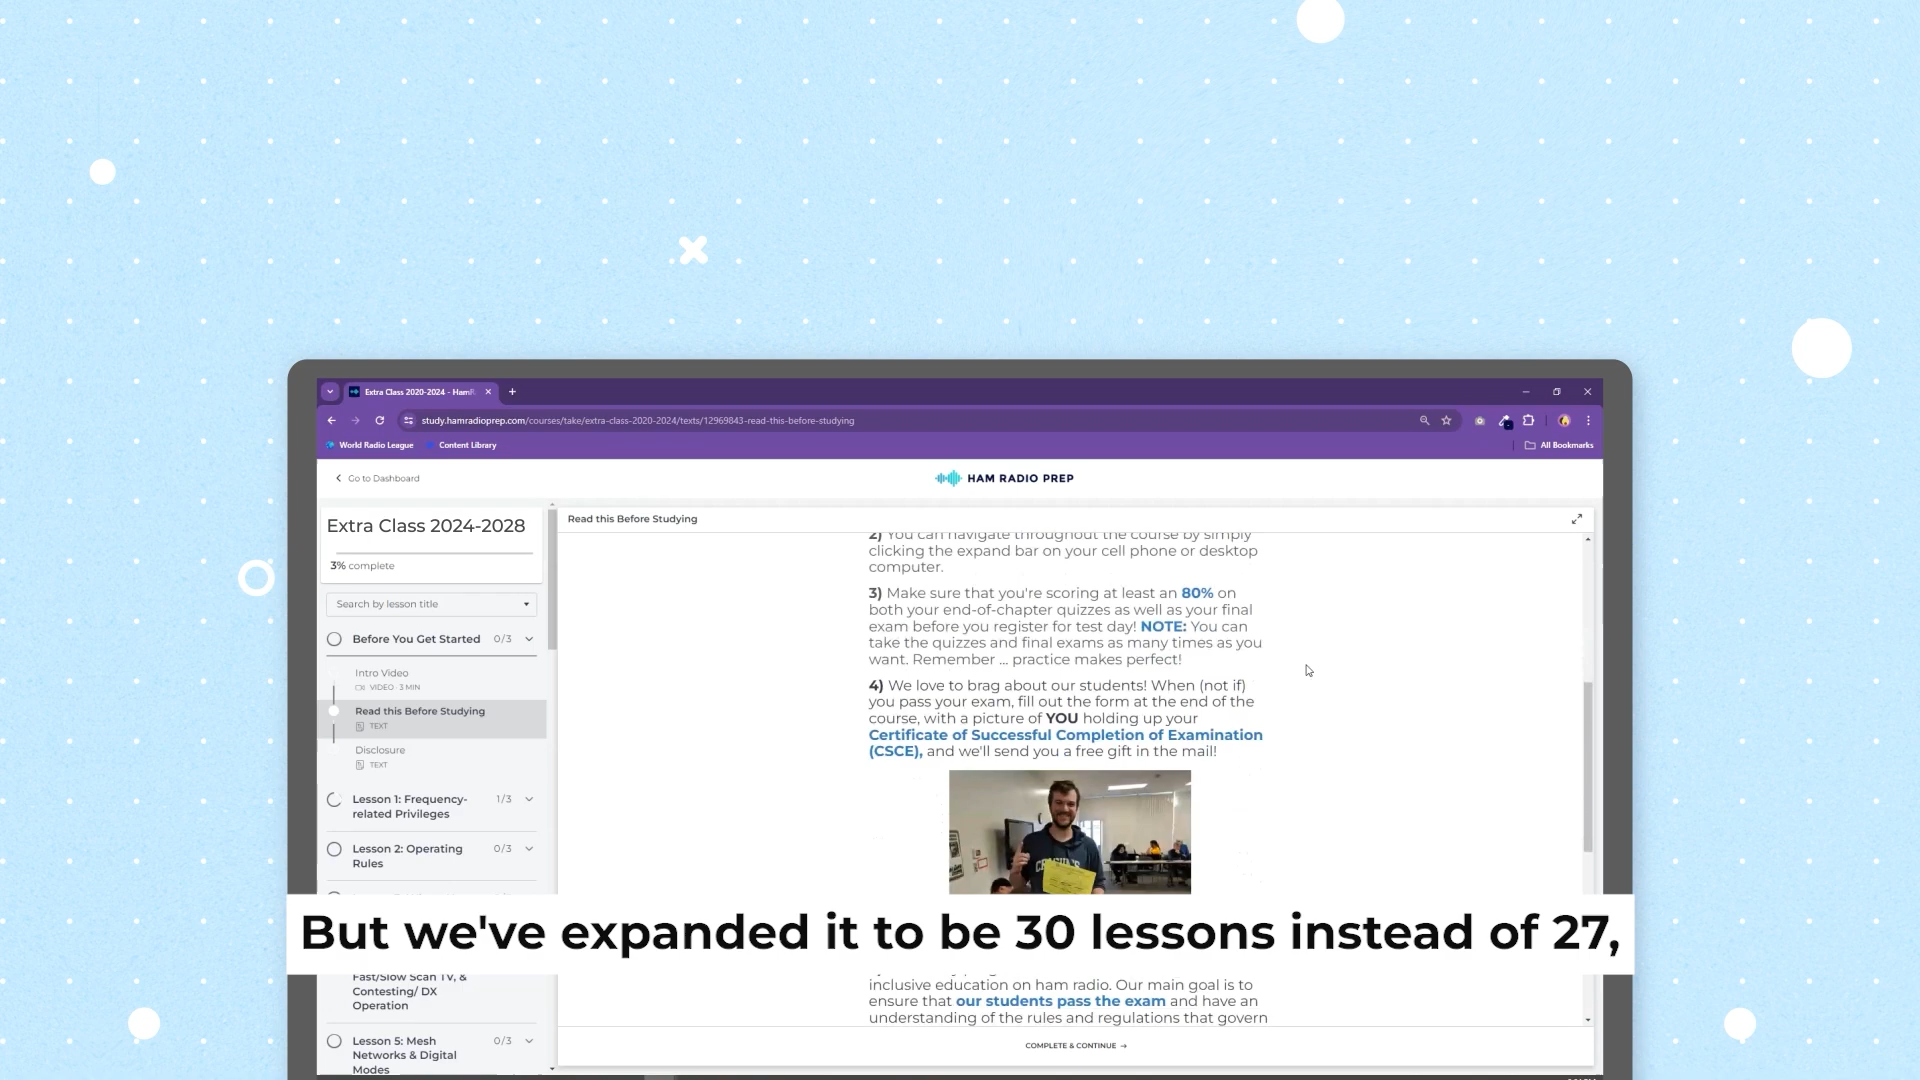 Extra Class 2020-2024 - HamR
study.hamradioprep.com/courses/take/extra-class-2020-2024/texts/12969843-read-this-before-studying
World Radio League
Content Library
All Bookmarks
Go to Dashboard
HAM RADIO PREP
Extra Class 2024-2028
3% complete
Search by lesson title
Before You Get Started 0/3
Intro Video
VIDEO · 3 MIN
Read this Before Studying
TEXT
Disclosure
TEXT
Lesson 1: Frequency- 1/3
related Privileges
Lesson 2: Operating 0/3
Rules
Fast/Slow Scan TV, &
Contesting/ DX
Operation
Lesson 5: Mesh 0/3
Networks & Digital
Modes
Read this Before Studying
2) You can navigate throughout the course by simply
clicking the expand bar on your cell phone or desktop
computer.
3) Make sure that you're scoring at least an 80% on
both your end-of-chapter quizzes as well as your final
exam before you register for test day! NOTE: You can
take the quizzes and final exams as many times as you
want. Remember ... practice makes perfect!
4) We love to brag about our students! When (not if)
you pass your exam, fill out the form at the end of the
course, with a picture of YOU holding up your
Certificate of Successful Completion of Examination
(CSCE), and we'll send you a free gift in the mail!
But we've expanded it to be 30 lessons instead of 27,
inclusive education on ham radio. Our main goal is to
ensure that our students pass the exam and have an
understanding of the rules and regulations that govern
COMPLETE & CONTINUE →